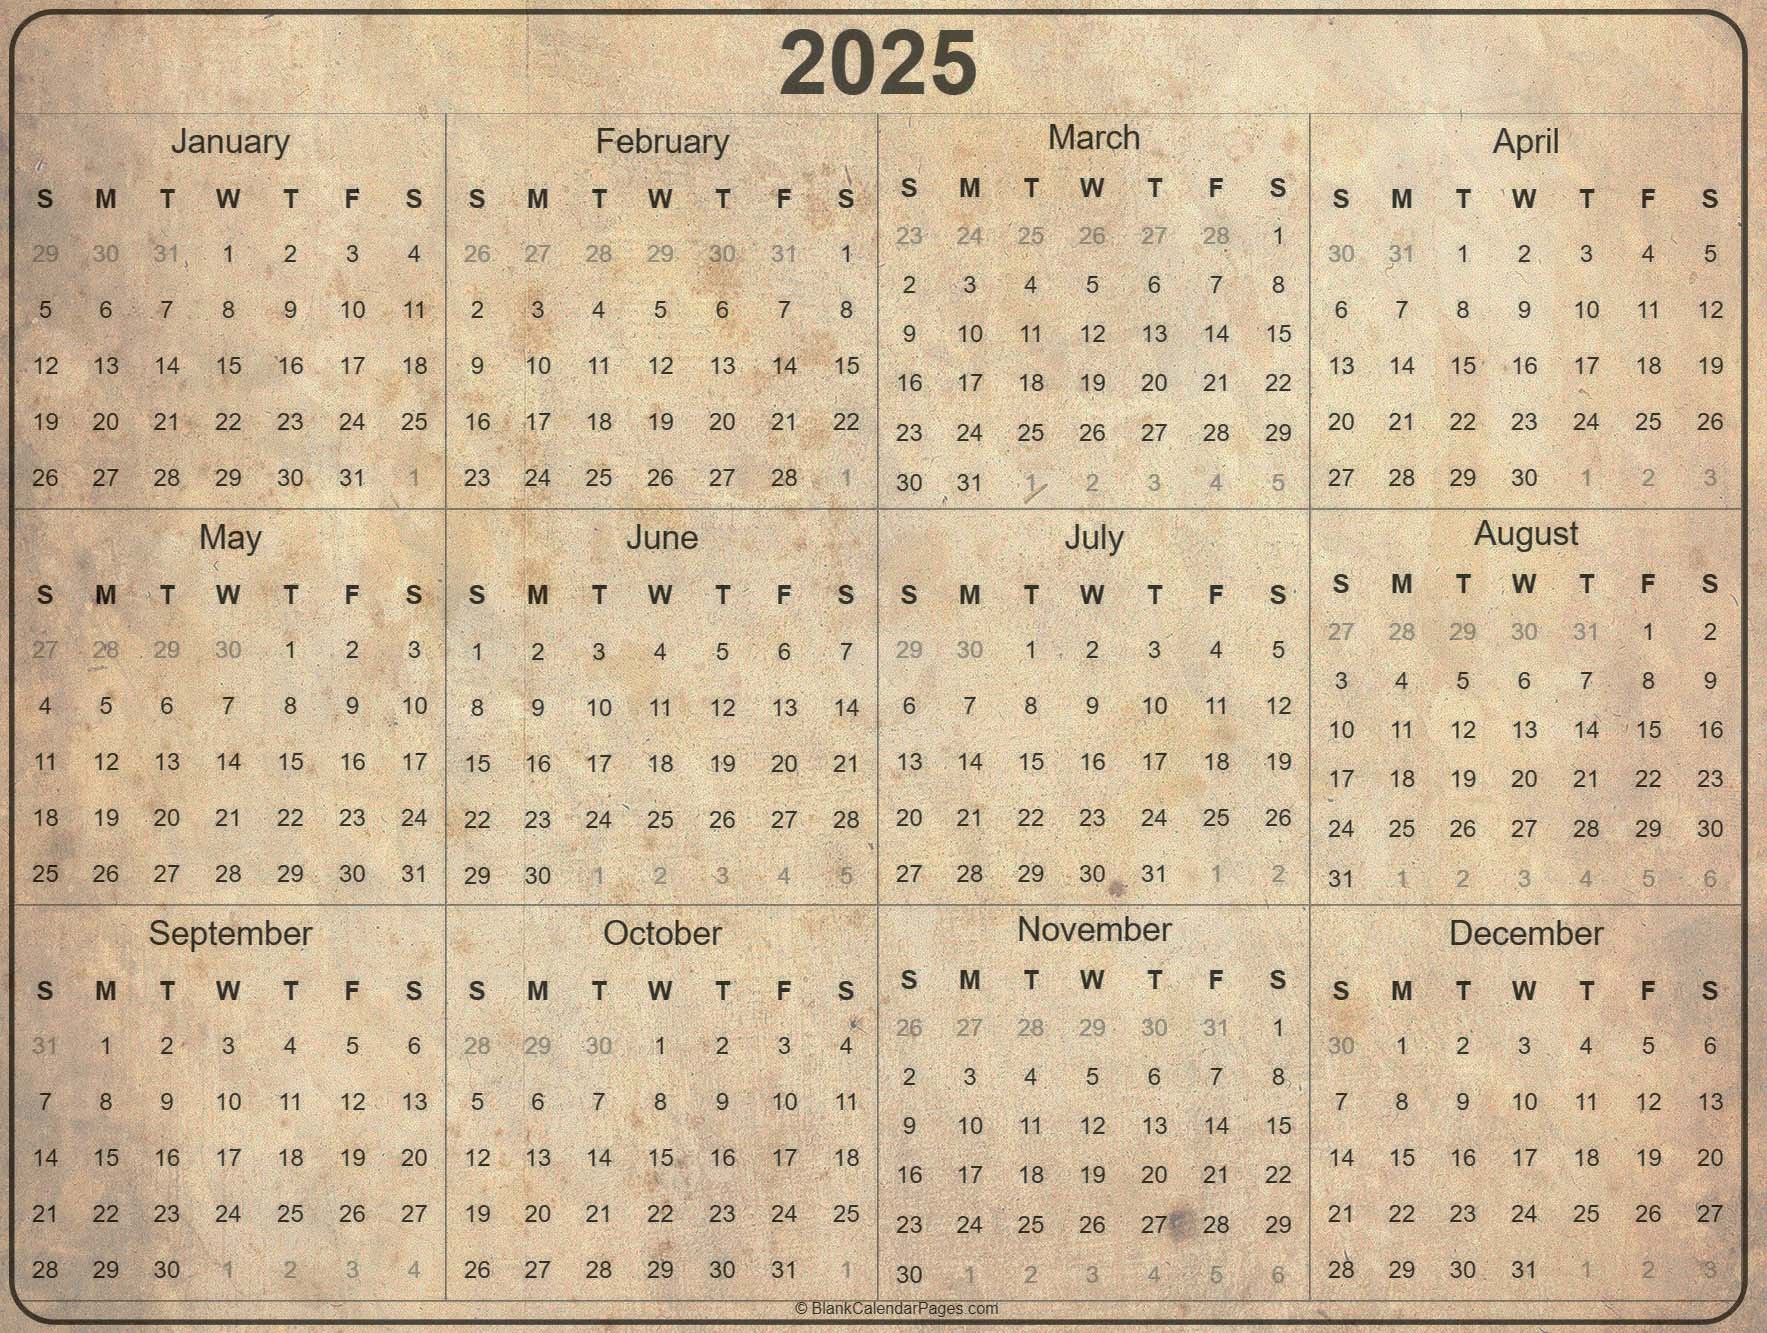 2025
January
S M T W T F S
29 30 31 1 2 3 4
5 6 7 8 9 10 11
12 13 14 15 16 17 18
19 20 21 22 23 24 25
26 27 28 29 30 31 1
February
S M T W T F S
26 27 28 29 30 31 1
2 3 4 5 6 7 8
9 10 11 12 13 14 15
16 17 18 19 20 21 22
23 24 25 26 27 28 1
March
S M T W T F S
23 24 25 26 27 28 1
2 3 4 5 6 7 8
9 10 11 12 13 14 15
16 17 18 19 20 21 22
23 24 25 26 27 28 29
30 31 1 2 3 4 5
April
S M T W T F S
30 31 1 2 3 4 5
6 7 8 9 10 11 12
13 14 15 16 17 18 19
20 21 22 23 24 25 26
27 28 29 30 1 2 3
May
S M T W T F S
27 28 29 30 1 2 3
4 5 6 7 8 9 10
11 12 13 14 15 16 17
18 19 20 21 22 23 24
25 26 27 28 29 30 31
June
S M T W T F S
1 2 3 4 5 6 7
8 9 10 11 12 13 14
15 16 17 18 19 20 21
22 23 24 25 26 27 28
29 30 1 2 3 4 5
July
S M T W T F S
29 30 1 2 3 4 5
6 7 8 9 10 11 12
13 14 15 16 17 18 19
20 21 22 23 24 25 26
27 28 29 30 31 1 2
August
S M T W T F S
27 28 29 30 31 1 2
3 4 5 6 7 8 9
10 11 12 13 14 15 16
17 18 19 20 21 22 23
24 25 26 27 28 29 30
31 1 2 3 4 5 6
September
S M T W T F S
31 1 2 3 4 5 6
7 8 9 10 11 12 13
14 15 16 17 18 19 20
21 22 23 24 25 26 27
28 29 30 1 2 3 4
October
S M T W T F S
28 29 30 1 2 3 4
5 6 7 8 9 10 11
12 13 14 15 16 17 18
19 20 21 22 23 24 25
26 27 28 29 30 31 1
November
S M T W T F S
26 27 28 29 30 31 1
2 3 4 5 6 7 8
9 10 11 12 13 14 15
16 17 18 19 20 21 22
23 24 25 26 27 28 29
30 1 2 3 4 5 6
December
S M T W T F S
30 1 2 3 4 5 6
7 8 9 10 11 12 13
14 15 16 17 18 19 20
21 22 23 24 25 26 27
28 29 30 31 1 2 3
© BlankCalendarPages.com